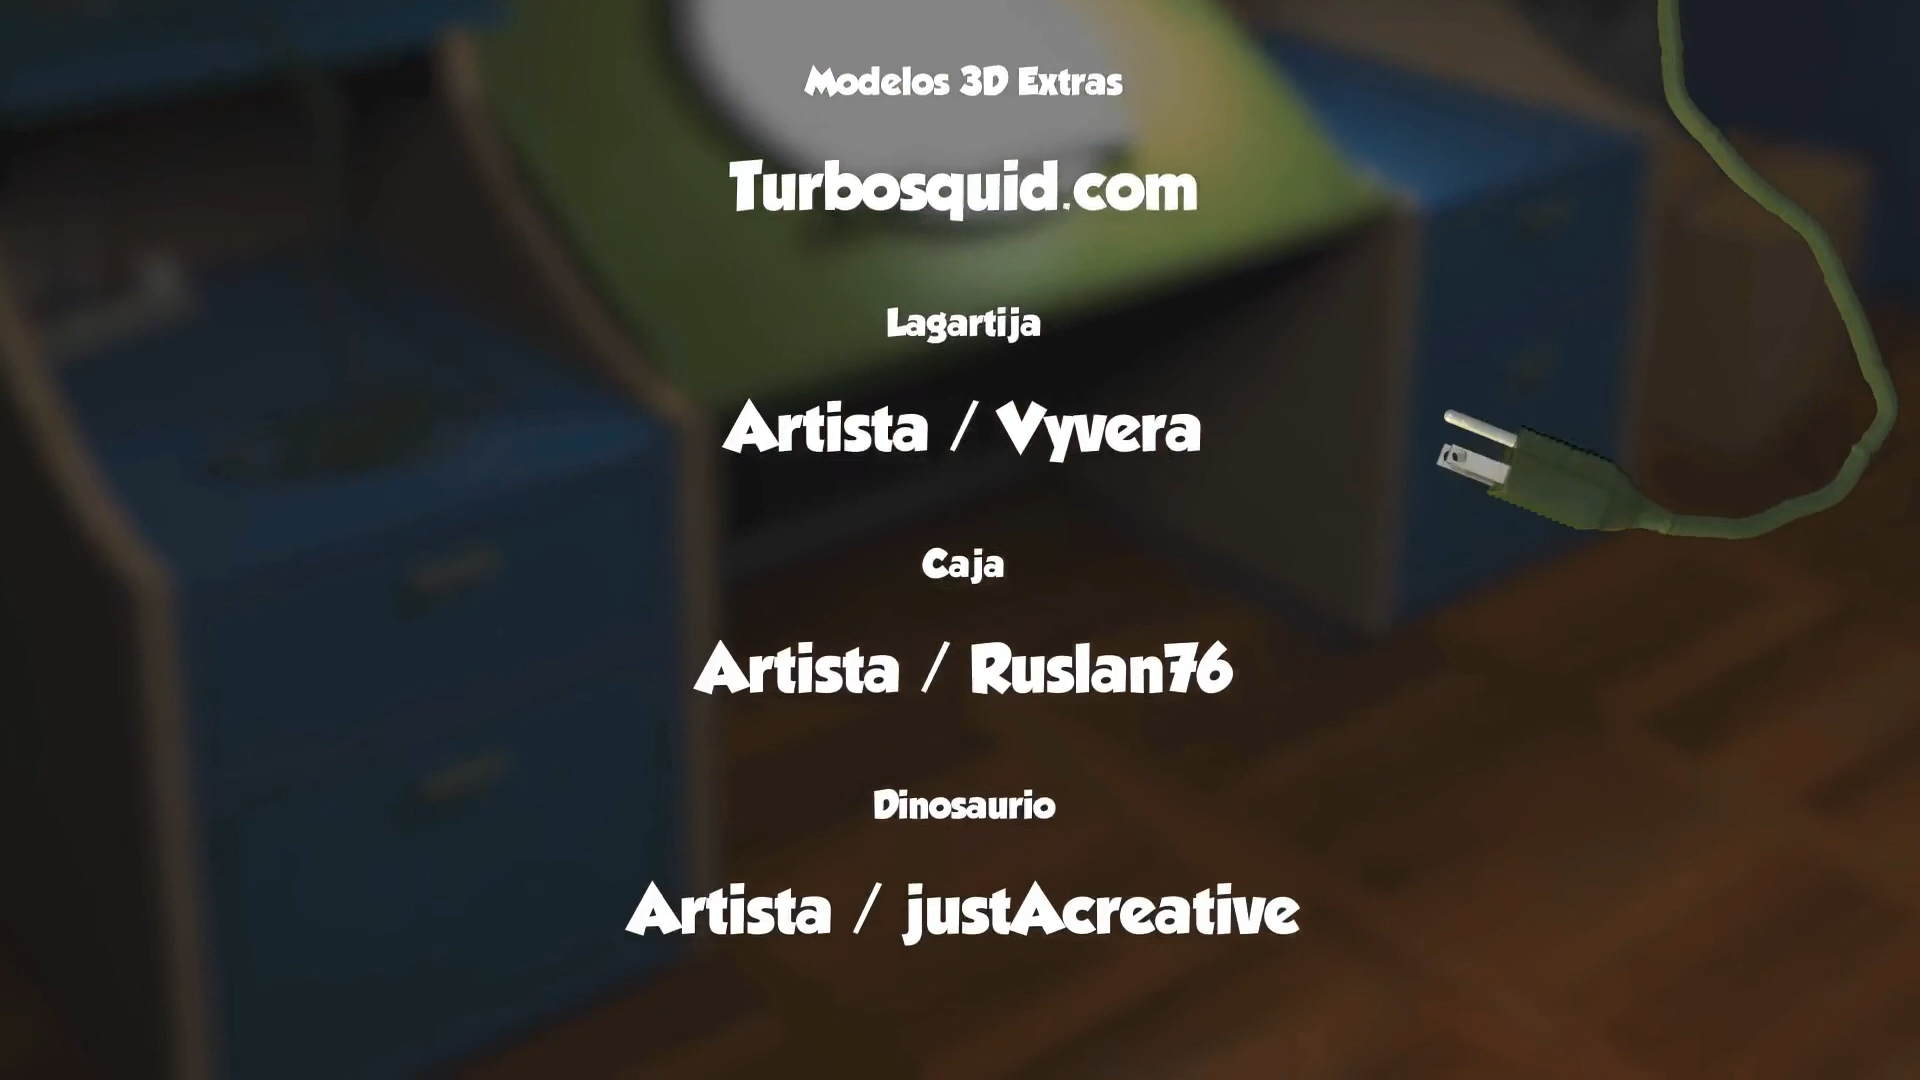 Modelos 3D Extras
Turbosquid.com
Lagartija
Artista / Vyvera
Caja
Artista / Ruslan76
Dinosaurio
Artista / justAcreative